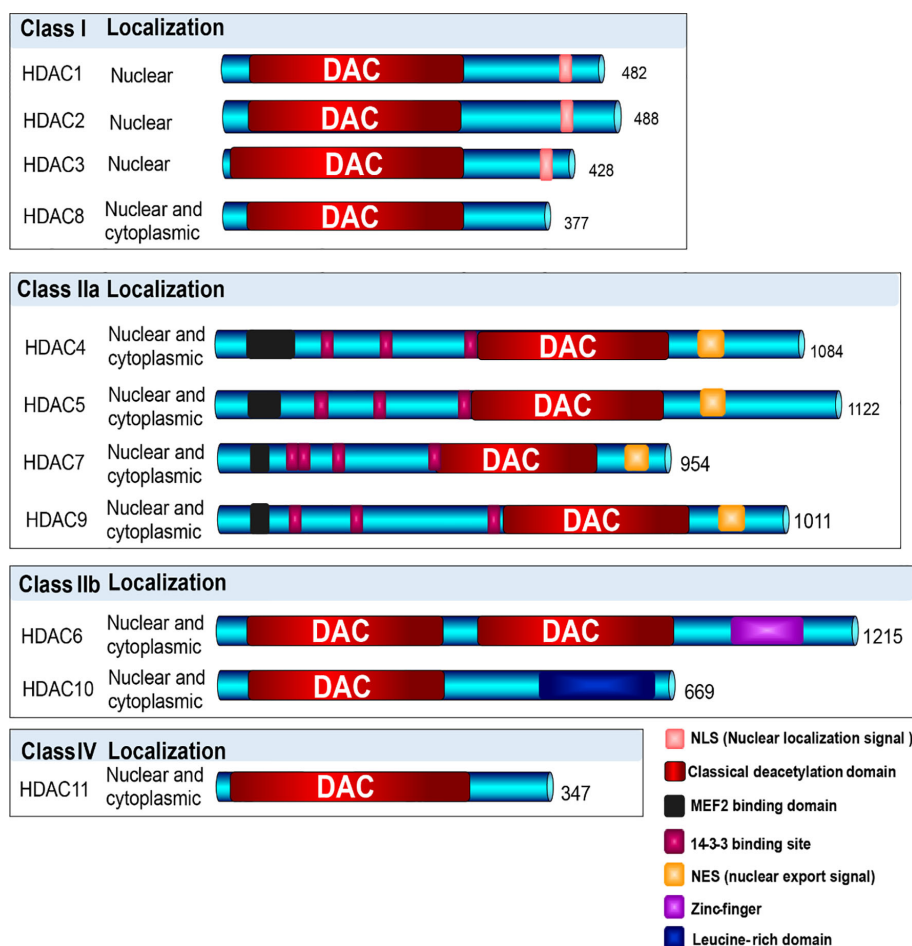 Class I Localization
HDAC1 Nuclear DAC 482
HDAC2 Nuclear DAC 488
HDAC3 Nuclear DAC 428
HDAC8 Nuclear and cytoplasmic DAC 377
Class IIa Localization
HDAC4 Nuclear and cytoplasmic DAC 1084
HDAC5 Nuclear and cytoplasmic DAC 1122
HDAC7 Nuclear and cytoplasmic DAC 954
HDAC9 Nuclear and cytoplasmic DAC 1011
Class IIb Localization
HDAC6 Nuclear and cytoplasmic DAC DAC 1215
HDAC10 Nuclear and cytoplasmic DAC 669
Class IV Localization
HDAC11 Nuclear and cytoplasmic DAC 347
NLS (Nuclear localization signal )
Classical deacetylation domain
MEF2 binding domain
14-3-3 binding site
NES (nuclear export signal)
Zinc-finger
Leucine- rich domain